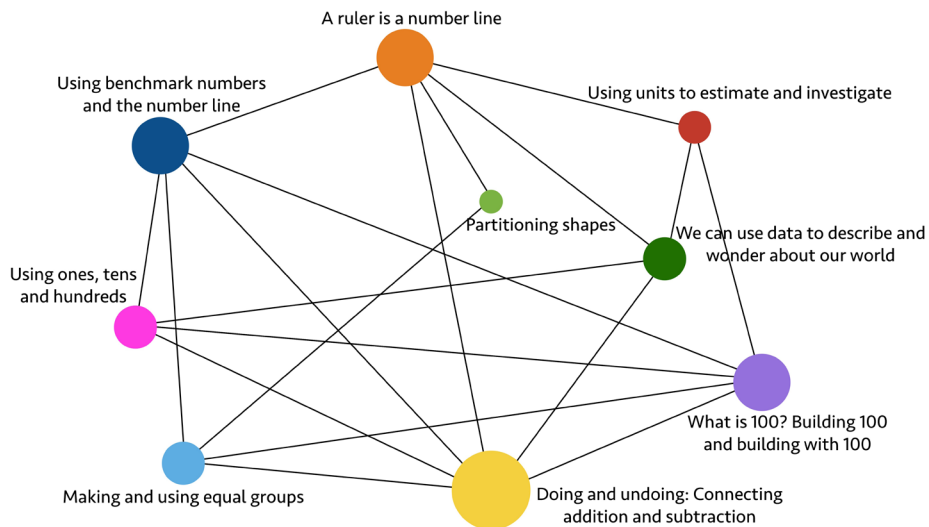 A ruler is a number line
Using benchmark numbers
and the number line
Using units to estimate and investigate
Partitioning shapes
We can use data to describe and
wonder about our world
Using ones, tens
and hundreds
What is 100? Building 100
and building with 100
Making and using equal groups
Doing and undoing: Connecting
addition and subtraction